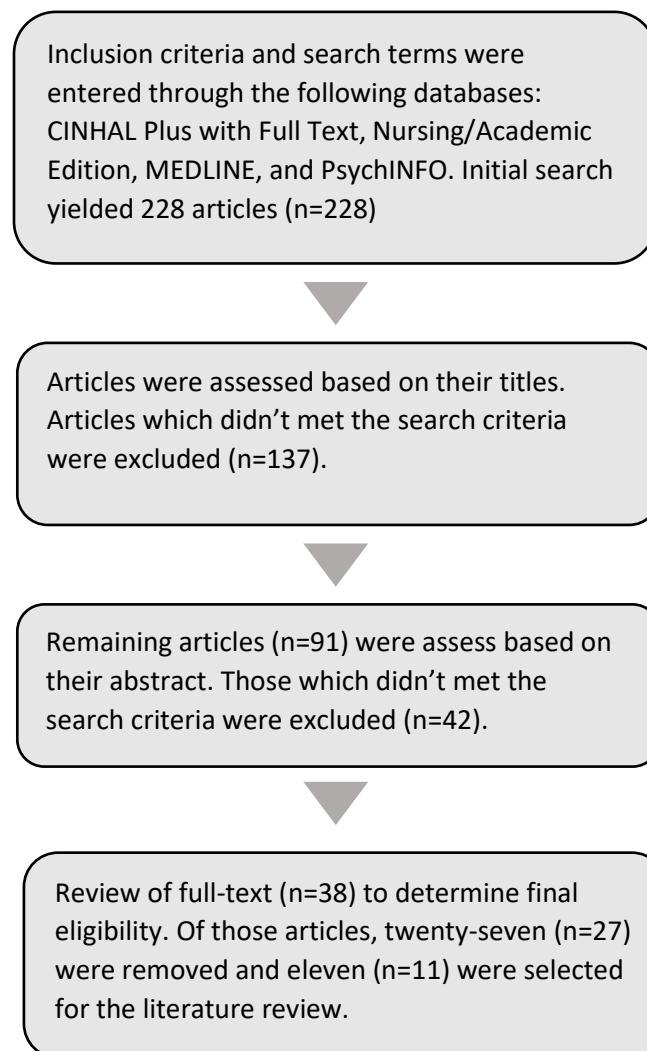 Inclusion criteria and search terms were
entered through the following databases:
CINHAL Plus with Full Text, Nursing/Academic
Edition, MEDLINE, and PsychINFO. Initial search
yielded 228 articles (n=228)
Articles were assessed based on their titles.
Articles which didn’t met the search criteria
were excluded (n=137).
Remaining articles (n=91) were assess based on
their abstract. Those which didn’t met the
search criteria were excluded (n=42).
Review of full-text (n=38) to determine final
eligibility. Of those articles, twenty-seven (n=27)
were removed and eleven (n=11) were selected
for the literature review.